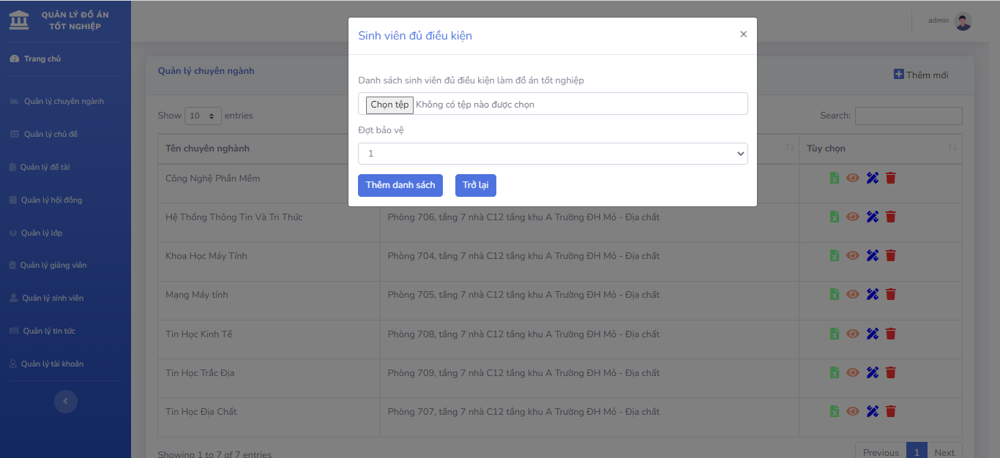 QUẢN LÝ ĐỒ ÁN
TỐT NGHIỆP
Trang chủ
Quản lý chuyên ngành
Quản lý chủ đề
Quản lý đề tài
Quản lý hội đồng
Quản lý lớp
Quản lý giảng viên
Quản lý sinh viên
Quản lý tin tức
Quản lý tài khoản
admin
Sinh viên đủ điều kiện
×
Danh sách sinh viên đủ điều kiện làm đồ án tốt nghiệp
Chọn tệp Không có tệp nào được chọn
Đợt bảo vệ
1
Thêm danh sách Trở lại
Quản lý chuyên ngành
Thêm mới
Show 10 entries
Search:
Tên chuyên nghành Tùy chọn
Công Nghệ Phần Mềm
Hệ Thống Thông Tin Và Tri Thức Phòng 706, tầng 7 nhà C12 tầng khu A Trường ĐH Mỏ - Địa chất
Khoa Học Máy Tính Phòng 704, tầng 7 nhà C12 tầng khu A Trường ĐH Mỏ - Địa chất
Mạng Máy tính Phòng 705, tầng 7 nhà C12 tầng khu A Trường ĐH Mỏ - Địa chất
Tin Học Kinh Tế Phòng 708, tầng 7 nhà C12 tầng khu A Trường ĐH Mỏ - Địa chất
Tin Học Trắc Địa Phòng 709, tầng 7 nhà C12 tầng khu A Trường ĐH Mỏ - Địa chất
Tin Học Địa Chất Phòng 707, tầng 7 nhà C12 tầng khu A Trường ĐH Mỏ - Địa chất
Showing 1 to 7 of 7 entries
Previous 1 Next